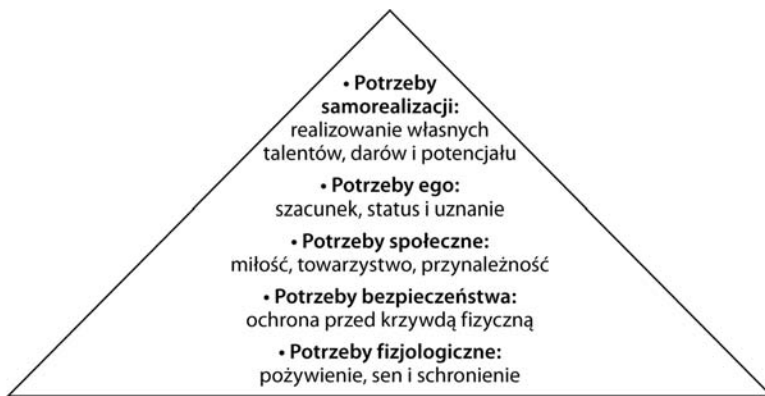 • Potrzeby
samorealizacji:
realizowanie własnych
talentów, darów i potencjału
• Potrzeby ego:
szacunek, status i uznanie
• Potrzeby społeczne:
miłość, towarzystwo, przynależność
• Potrzeby bezpieczeństwa:
ochrona przed krzywdą fizyczną
• Potrzeby fizjologiczne:
pożywienie, sen i schronienie